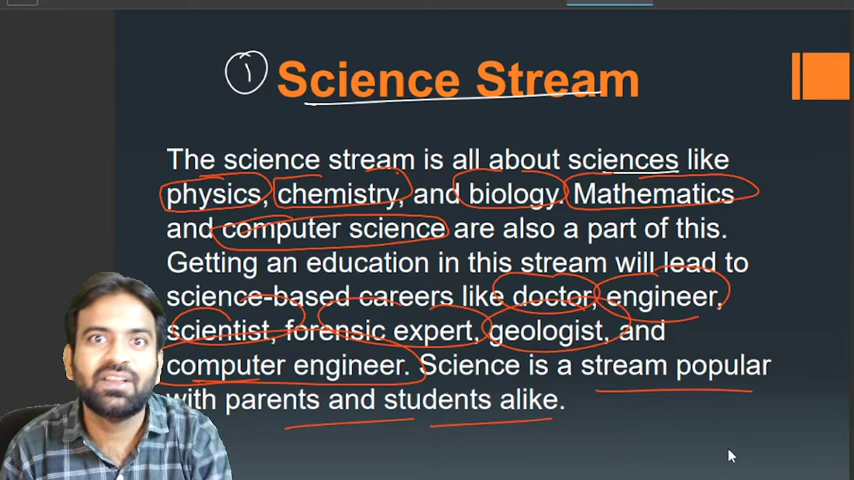 1
Science Stream
The science stream is all about sciences like
physics, chemistry, and biology. Mathematics
and computer science are also a part of this.
Getting an education in this stream will lead to
science-based careers like doctor, engineer,
scientist, forensic expert, geologist, and
computer engineer. Science is a stream popular
with parents and students alike.